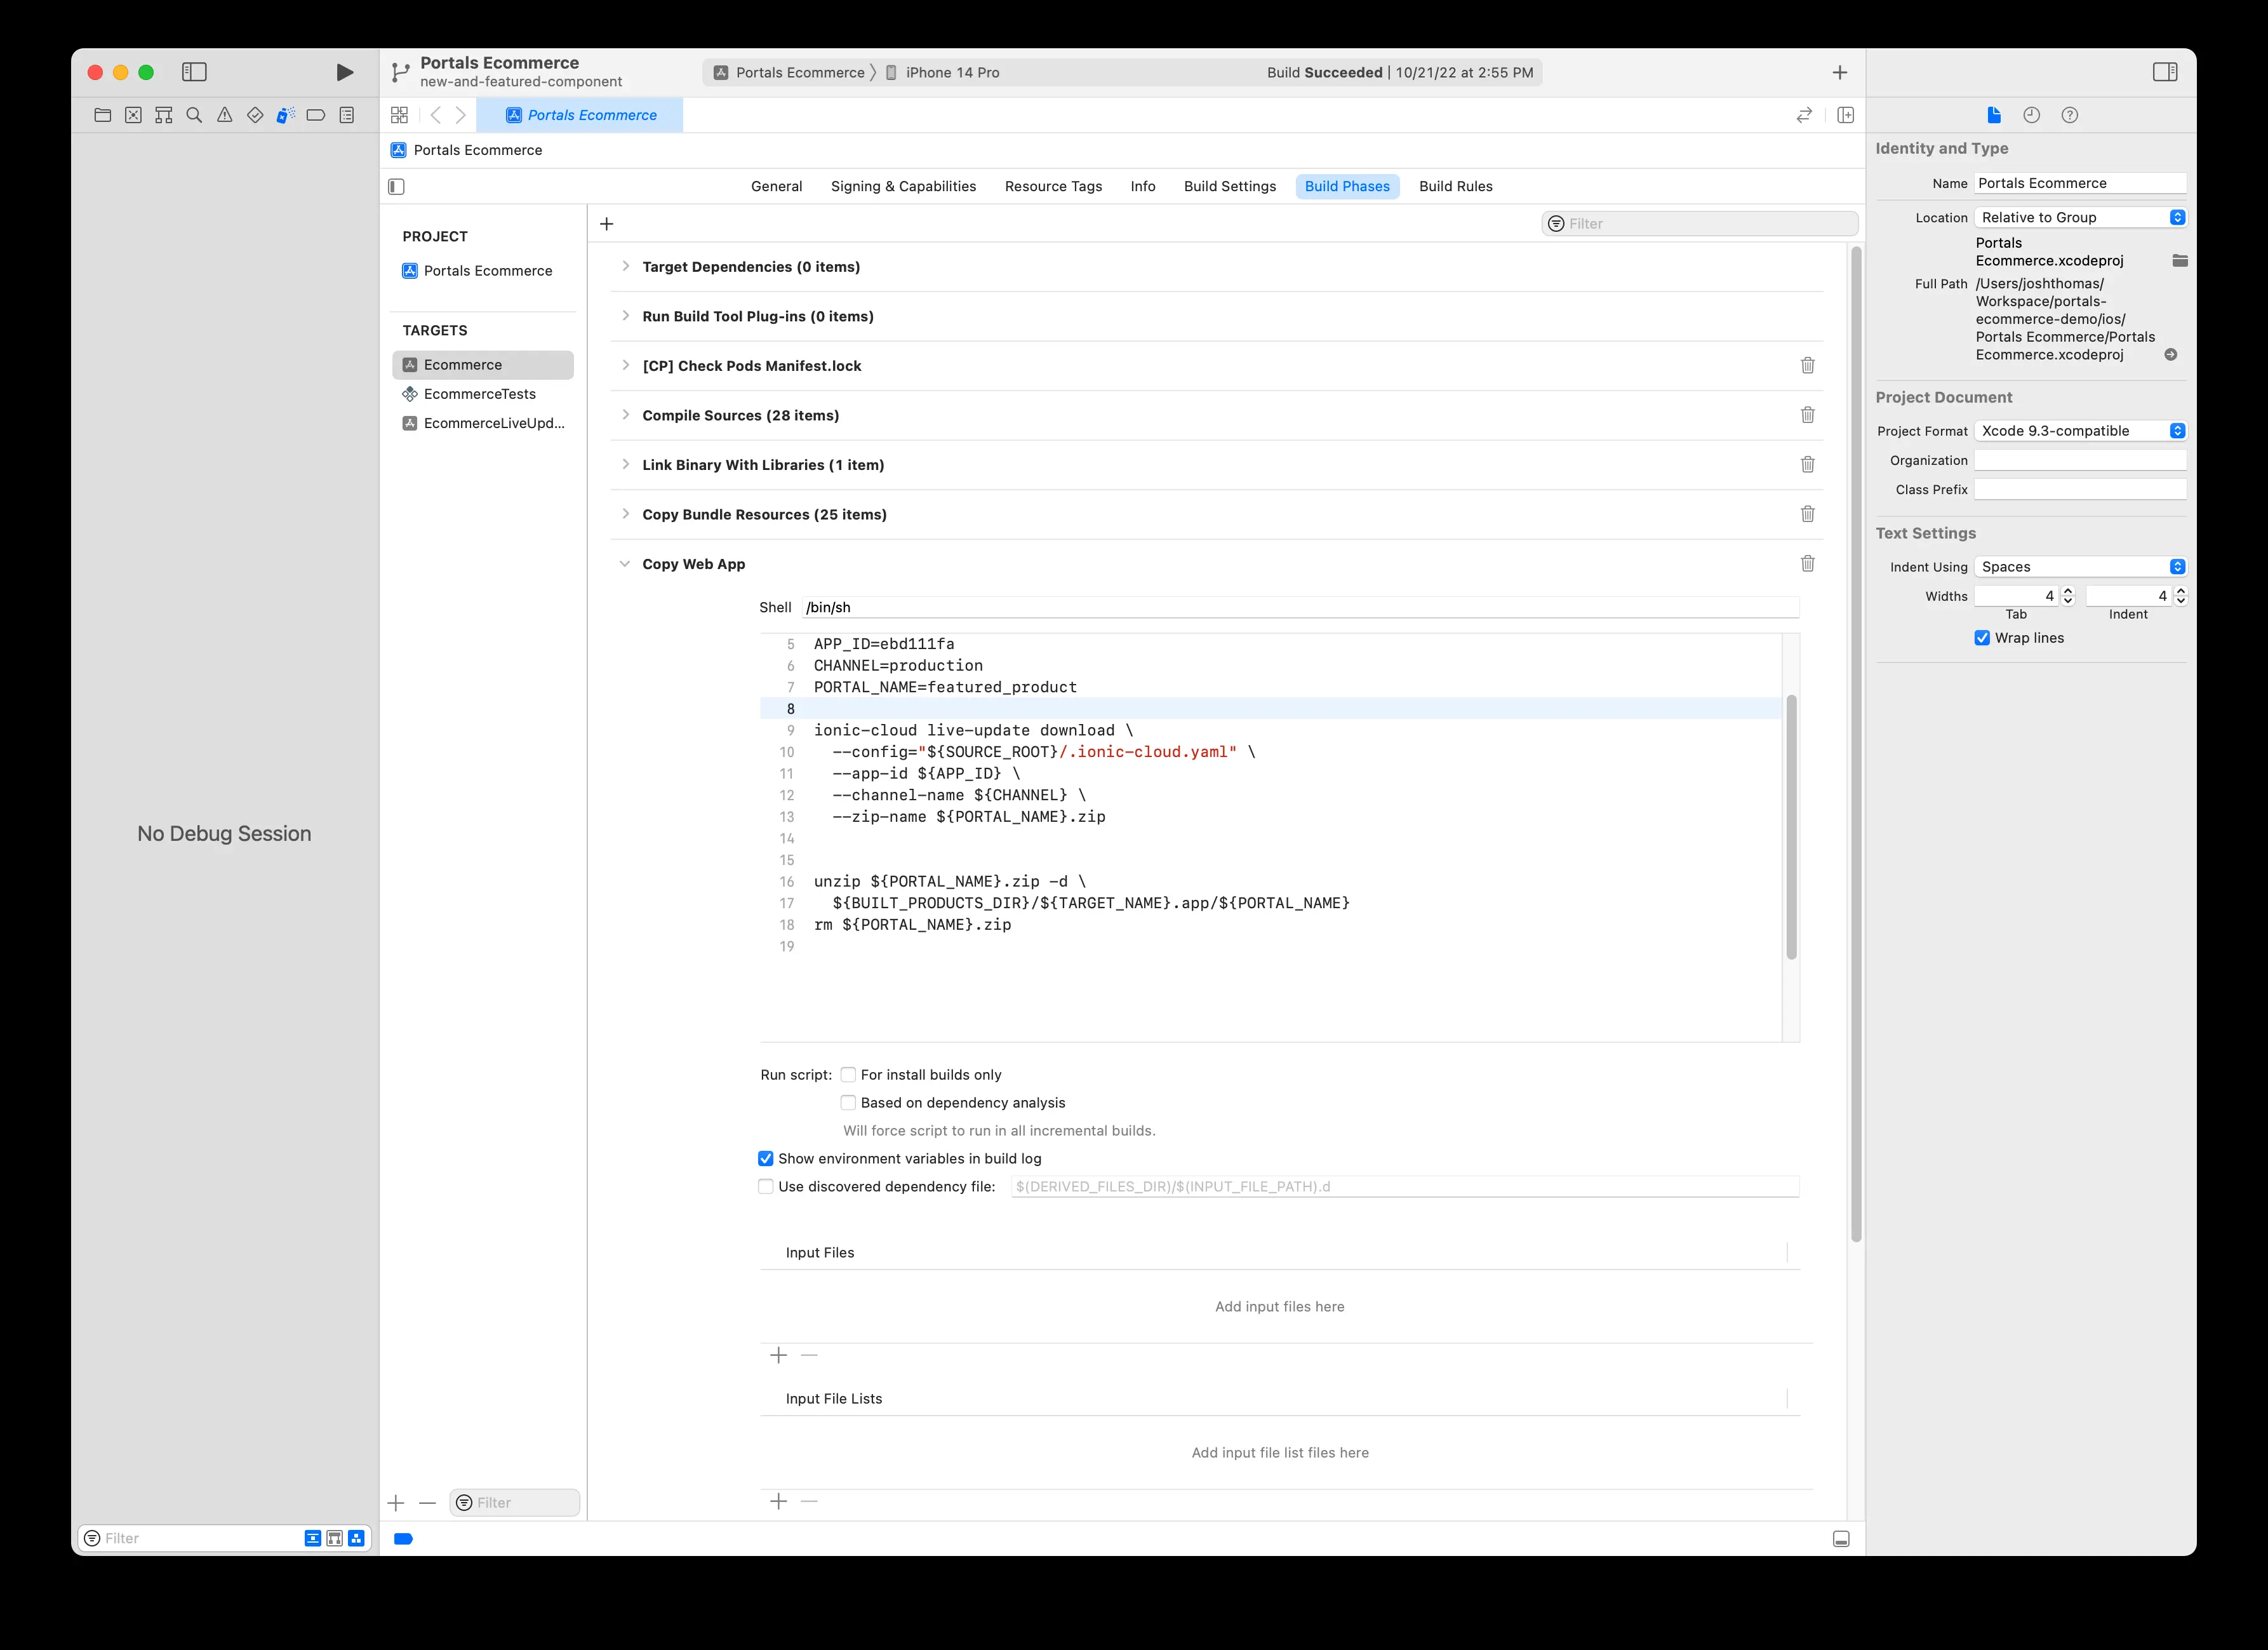 Portals Ecommerce
new-and-featured-component
Portals Ecommerce 〉 iPhone 14 Pro
Build Succeeded | 10/21/22 at 2:55 PM
Portals Ecommerce
Portals Ecommerce
General Signing & Capabilities Resource Tags Info Build Settings Build Phases Build Rules
No Debug Session
Filter
PROJECT
Portals Ecommerce
TARGETS
Ecommerce
EcommerceTests
EcommerceLiveUpd...
Filter
Filter
Target Dependencies (0 items)
Run Build Tool Plug-ins (0 items)
[CP] Check Pods Manifest.lock
Compile Sources (28 items)
Link Binary With Libraries (1 item)
Copy Bundle Resources (25 items)
Copy Web App
Shell /bin/sh
5 APP_ID=ebd111fa
6 CHANNEL=production
7 PORTAL_NAME=featured_product
8
9 ionic-cloud live-update download \
10 --config="${SOURCE_ROOT}/.ionic-cloud.yaml" \
11 --app-id ${APP_ID} \
12 --channel-name ${CHANNEL} \
13 --zip-name ${PORTAL_NAME}.zip
14
15
16 unzip ${PORTAL_NAME}.zip -d \
17 ${BUILT_PRODUCTS_DIR}/${TARGET_NAME}.app/${PORTAL_NAME}
18 rm ${PORTAL_NAME}.zip
19
Run script: For install builds only
Based on dependency analysis
Will force script to run in all incremental builds.
Show environment variables in build log
Use discovered dependency file: $(DERIVED_FILES_DIR)/$(INPUT_FILE_PATH).d
Input Files
Add input files here
Input File Lists
Add input file list files here
Identity and Type
Name Portals Ecommerce
Location Relative to Group
Portals
Ecommerce.xcodeproj
Full Path /Users/joshthomas/
Workspace/portals-
ecommerce-demo/ios/
Portals Ecommerce/Portals
Ecommerce.xcodeproj
Project Document
Project Format Xcode 9.3-compatible
Organization
Class Prefix
Text Settings
Indent Using Spaces
Widths 4 4
Tab Indent
Wrap lines